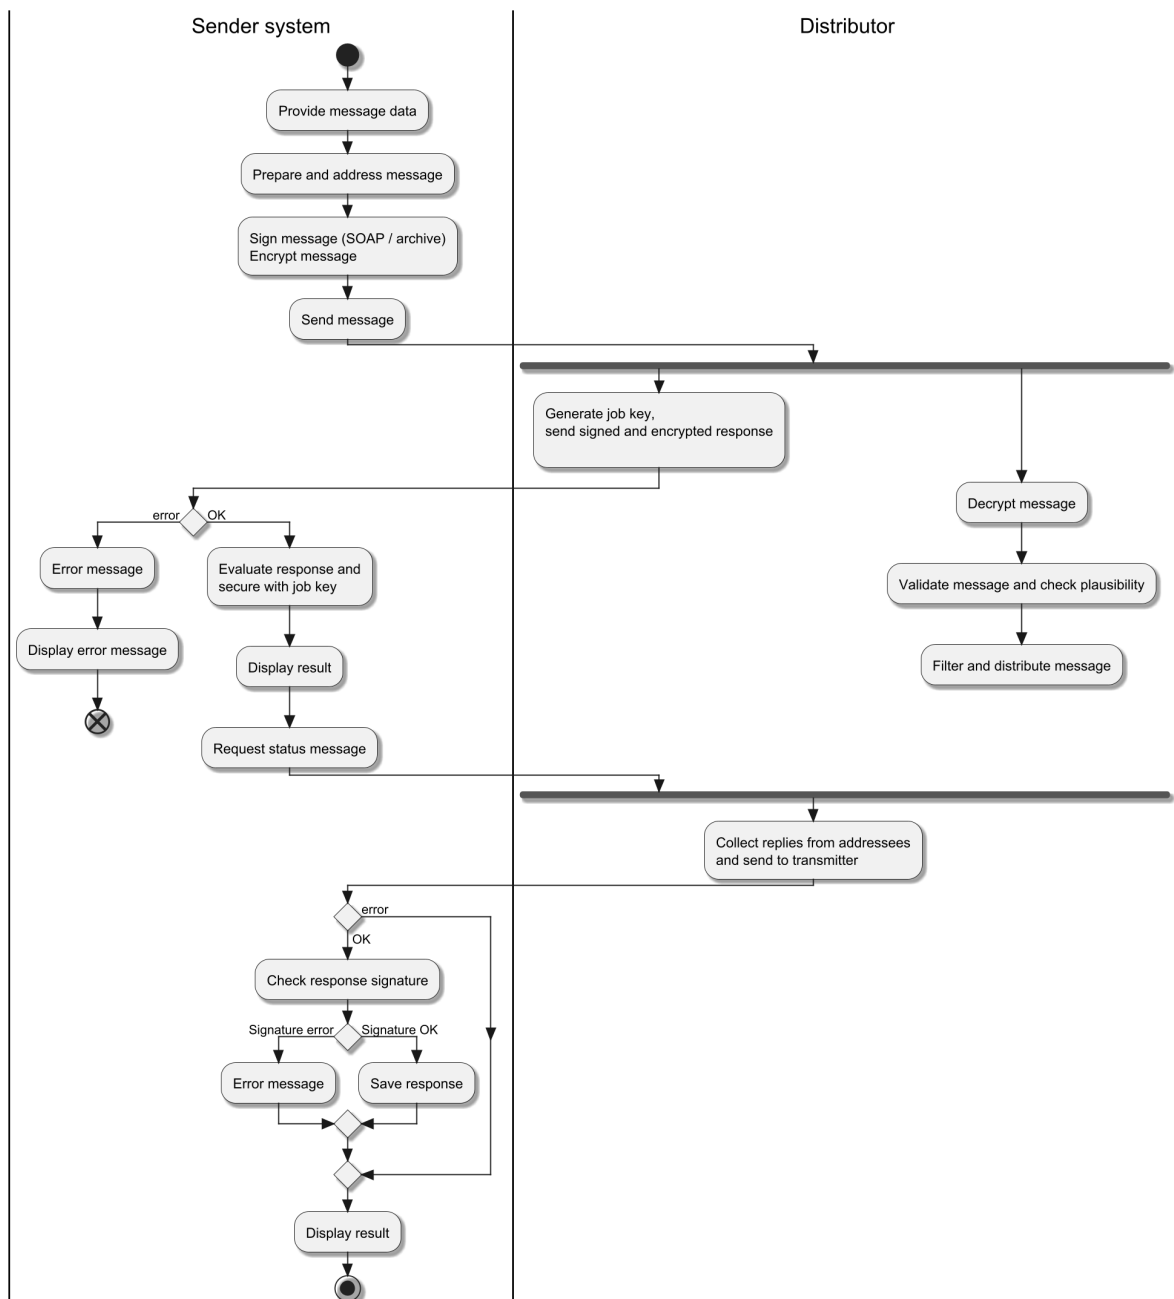 Sender system
Distributor
Provide message data
Prepare and address message
Sign message (SOAP / archive)
Encrypt message
Send message
Generate job key,
send signed and encrypted response
Decrypt message
error
OK
Error message
Evaluate response and
secure with job key
Validate message and check plausibility
Display error message
Display result
Filter and distribute message
Request status message
Collect replies from addressees
and send to transmitter
error
OK
Check response signature
Signature error
Signature OK
Error message
Save response
Display result